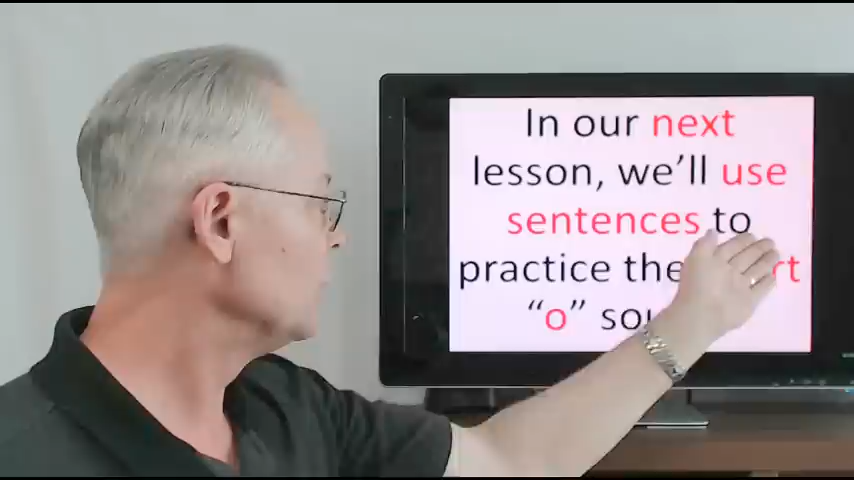 In our next
lesson, we'll use
sentences to
practice the
"o"